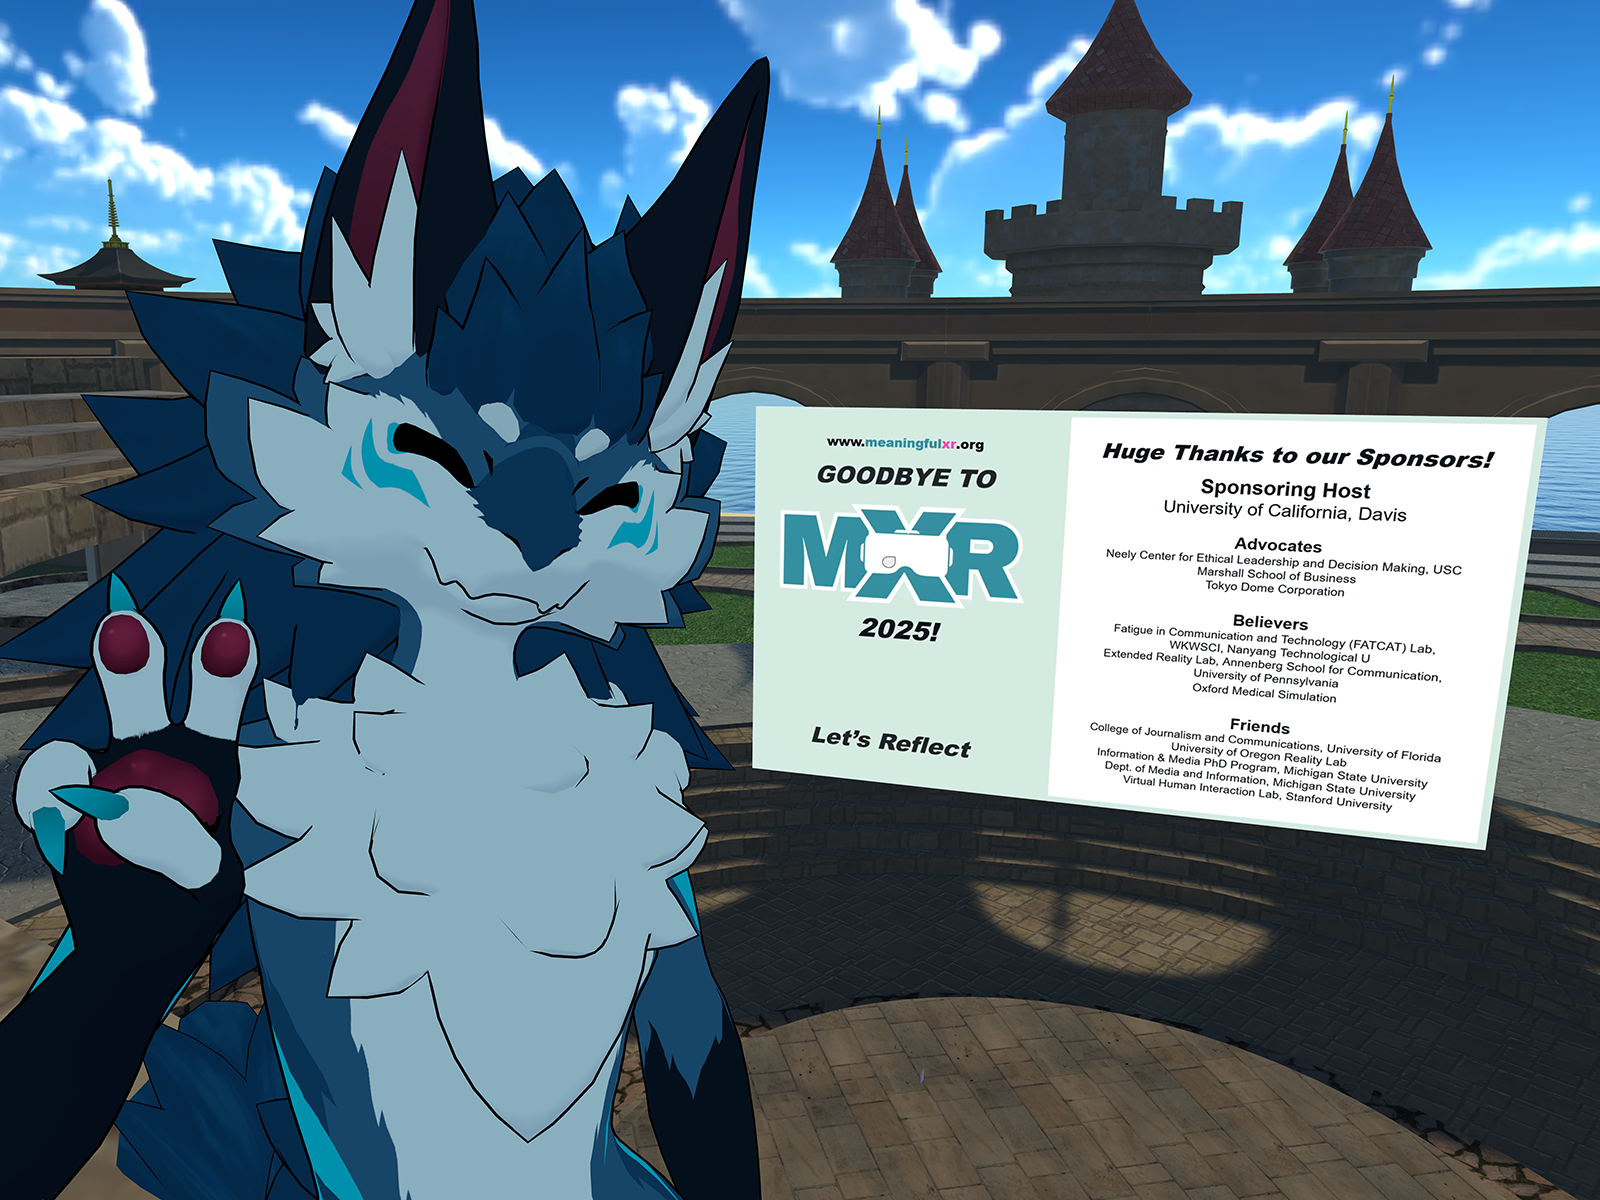 www.meaningfulxr.org
GOODBYE TO
MXR
2025!
Let's Reflect
Huge Thanks to our Sponsors!
Sponsoring Host
University of California, Davis
Advocates
Neely Center for Ethical Leadership and Decision Making, USC
Marshall School of Business
Tokyo Dome Corporation
Believers
Fatigue in Communication and Technology (FATCAT) Lab,
WKWSCI, Nanyang Technological U
Extended Reality Lab, Annenberg School for Communication,
University of Pennsylvania
Oxford Medical Simulation
Friends
College of Journalism and Communications, University of Florida
University of Oregon Reality Lab
Information & Media PhD Program, Michigan State University
Dept. of Media and Information, Michigan State University
Virtual Human Interaction Lab, Stanford University